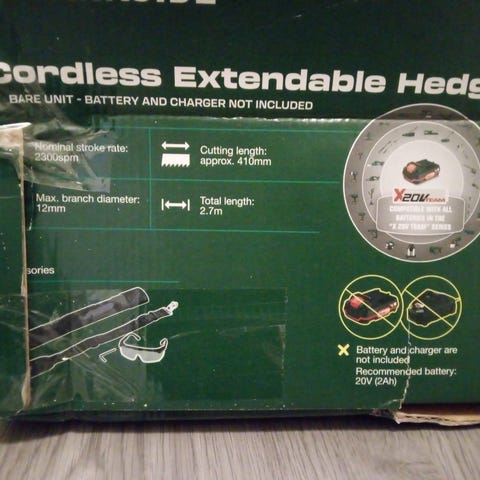 Cordless Extendable Hedg
BARE UNIT - BATTERY AND CHARGER NOT INCLUDED
Nominal stroke rate:
2300spm
Cutting length:
approx. 410mm
Max. branch diameter:
12mm
Total length:
2.7m
sories
X20V TEAM
COMPATIBLE WITH ALL
BATTERIES IN THE
"X 20V TEAM" SERIES
X Battery and charger are
not included
Recommended battery:
20V (2Ah)